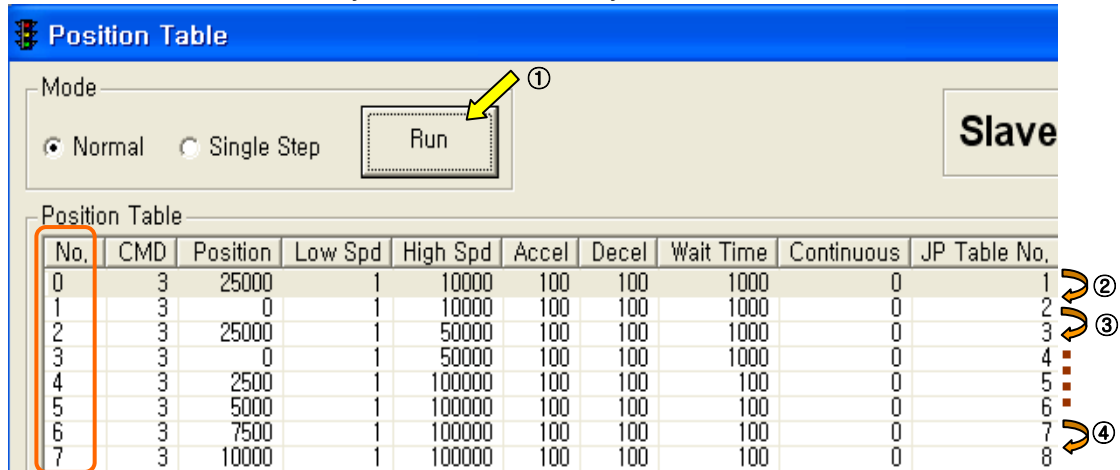 Position Table
Mode
①
Normal Single Step Run
Slave
Position Table
No. CMD Position Low Spd High Spd Accel Decel Wait Time Continuous JP Table No.
0 3 25000 1 10000 100 100 1000 0 1
②
1 3 0 1 10000 100 100 1000 0 2
③
2 3 25000 1 50000 100 100 1000 0 3
3 3 0 1 50000 100 100 1000 0 4
4 3 2500 1 100000 100 100 100 0 5
5 3 5000 1 100000 100 100 100 0 6
6 3 7500 1 100000 100 100 100 0 7
④
7 3 10000 1 100000 100 100 100 0 8